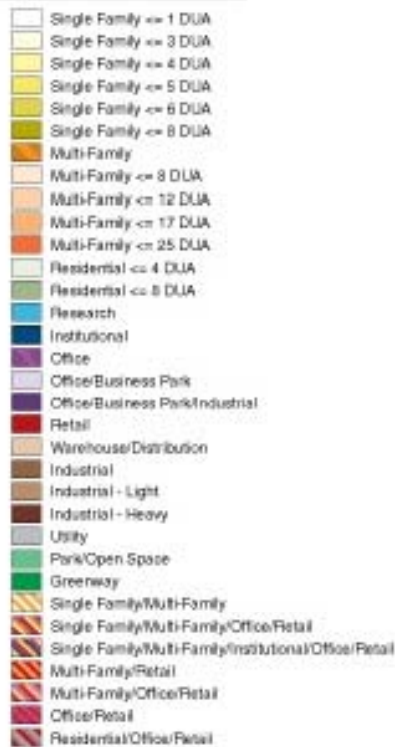 Single Family <= 1 DUA
Single Family <= 3 DUA
Single Family <= 4 DUA
Single Family <= 5 DUA
Single Family <= 6 DUA
Single Family <= 8 DUA
Multi-Family
Multi-Family <= 8 DUA
Multi-Family <= 12 DUA
Multi-Family <= 17 DUA
Multi-Family <= 25 DUA
Residential <= 4 DUA
Residential <= 8 DUA
Research
Institutional
Office
Office/Business Park
Office/Business Park/Industrial
Retail
Warehouse/Distribution
Industrial
Industrial - Light
Industrial - Heavy
Utility
Park/Open Space
Greenway
Single Family/Multi-Family
Single Family/Multi-Family/Office/Retail
Single Family/Multi-Family/Institutional/Office/Retail
Multi-Family/Retail
Multi-Family/Office/Retail
Office/Retail
Residential/Office/Retail